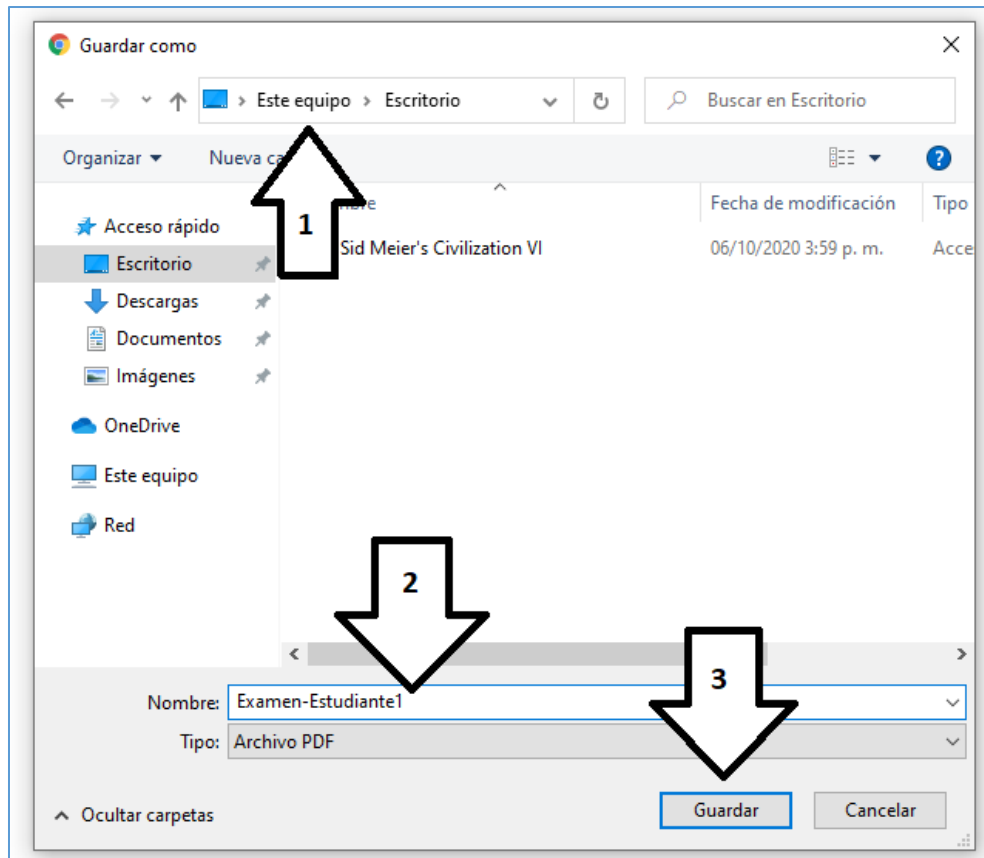 Guardar como
Este equipo > Escritorio
Buscar en Escritorio
Organizar
Nueva
Fecha de modificación
Tipo
1
Acceso rápido
Sid Meier's Civilization VI
06/10/2020 3:59 p. m.
Acce
Escritorio
Descargas
Documentos
Imágenes
OneDrive
Este equipo
Red
2
3
Nombre: Examen-Estudiante1
Tipo: Archivo PDF
Ocultar carpetas
Guardar
Cancelar